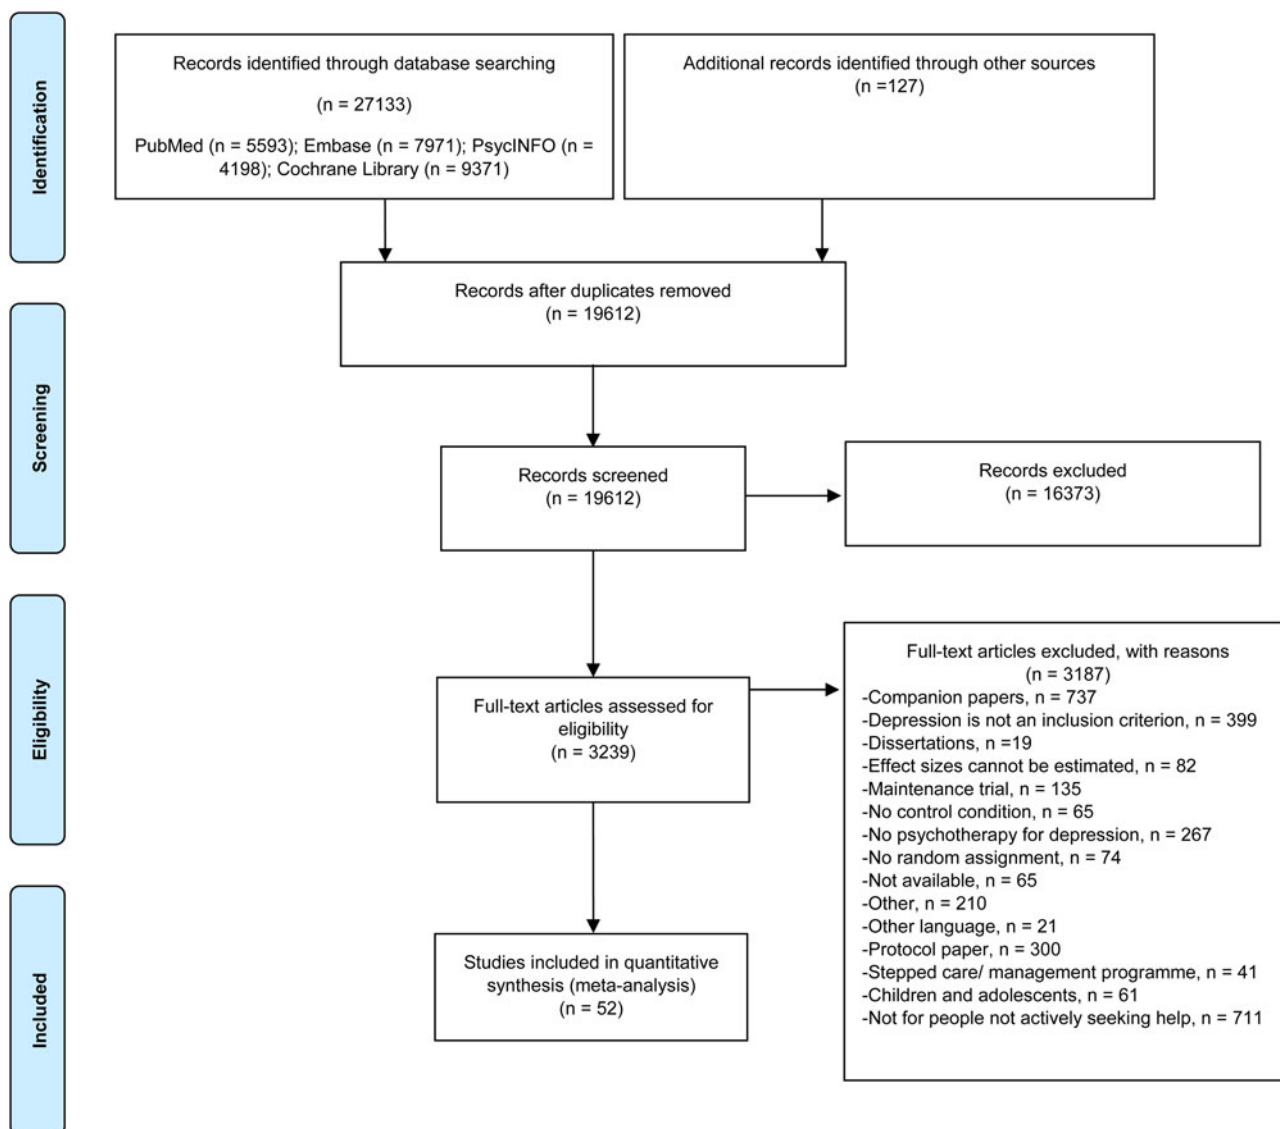 Identification
Records identified through database searching
(n = 27133)
PubMed (n = 5593); Embase (n = 7971); PsycINFO (n =
4198); Cochrane Library (n = 9371)
Additional records identified through other sources
(n =127)
Records after duplicates removed
(n = 19612)
Screening
Records screened
(n = 19612)
Records excluded
(n = 16373)
Eligibility
Full-text articles assessed for
eligibility
(n = 3239)
Full-text articles excluded, with reasons
(n = 3187)
-Companion papers, n = 737
-Depression is not an inclusion criterion, n = 399
-Dissertations, n =19
-Effect sizes cannot be estimated, n = 82
-Maintenance trial, n = 135
-No control condition, n = 65
-No psychotherapy for depression, n = 267
-No random assignment, n = 74
-Not available, n = 65
-Other, n = 210
-Other language, n = 21
-Protocol paper, n = 300
-Stepped care/ management programme, n = 41
-Children and adolescents, n = 61
-Not for people not actively seeking help, n = 711
Included
Studies included in quantitative
synthesis (meta-analysis)
(n = 52)